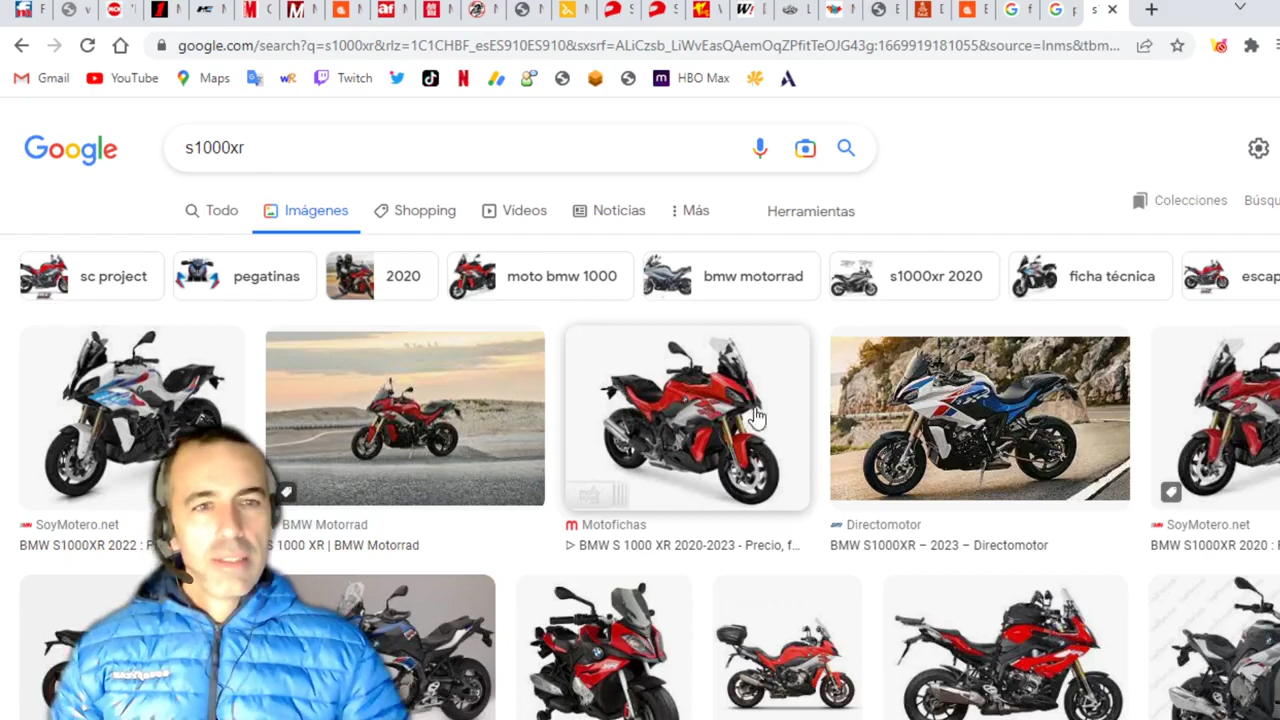 google.com/search?q=s1000xr&rlz=1C1CHBF_esES910ES910&sxsrf=ALiCzsb_LiWvEasQAemOqZPfitTeOJG43g:1669919181055&source=lnms&tbm...
Gmail YouTube Maps Twitch HBO Max
Google s1000xr
Todo Imágenes Shopping Vídeos Noticias Más Herramientas Colecciones
sc project pegatinas 2020 moto bmw 1000 bmw motorrad s1000xr 2020 ficha técnica escap
SoyMotero.net BMW Motorrad Motofichas Directomotor SoyMotero.net
BMW S1000XR 2022 : F S 1000 XR | BMW Motorrad ▷ BMW S 1000 XR 2020-2023 - Precio, f... BMW S1000XR – 2023 – Directomotor BMW S1000XR 2020 : F